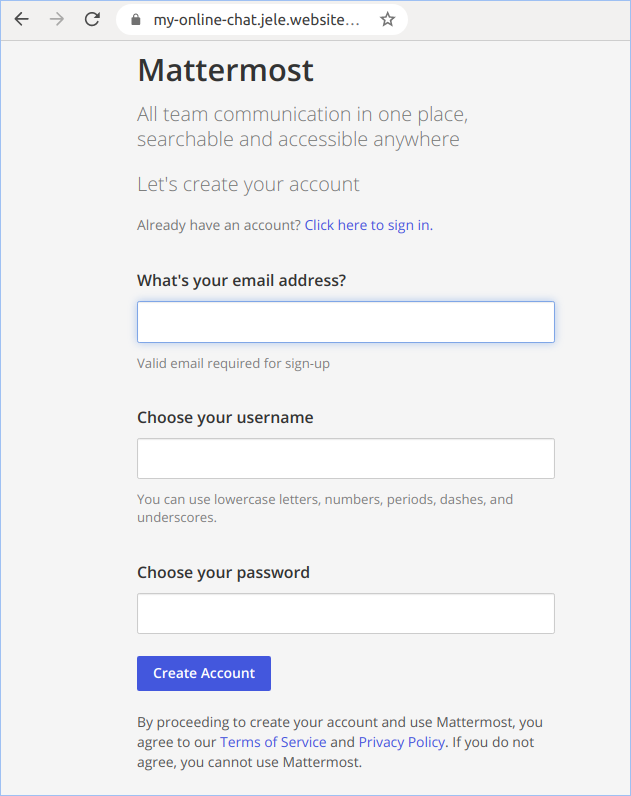 my-online-chat.jele.website...
Mattermost
All team communication in one place,
searchable and accessible anywhere
Let's create your account
Already have an account? Click here to sign in.
What's your email address?
Valid email required for sign-up
Choose your username
You can use lowercase letters, numbers, periods, dashes, and
underscores.
Choose your password
Create Account
By proceeding to create your account and use Mattermost, you
agree to our Terms of Service and Privacy Policy. If you do not
agree, you cannot use Mattermost.